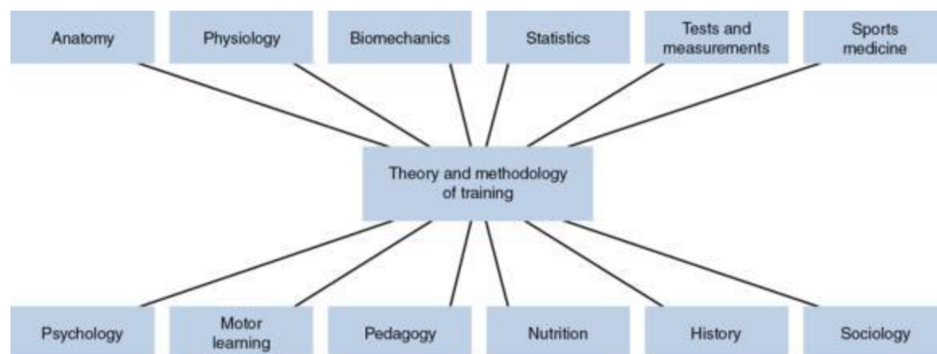 Anatomy
Physiology
Biomechanics
Statistics
Tests and
measurements
Sports
medicine
Theory and methodology
of training
Psychology
Motor
learning
Pedagogy
Nutrition
History
Sociology